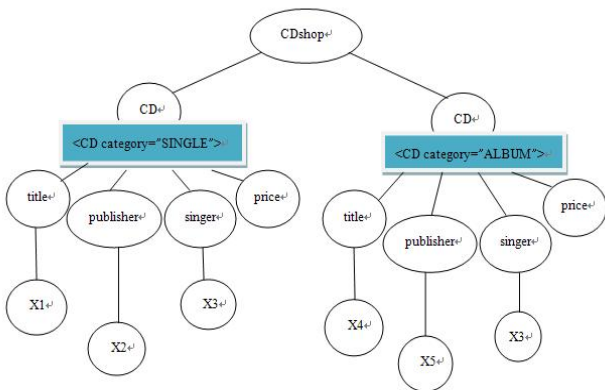 CDshop
CD
CD
<CD category="SINGLE">
<CD category="ALBUM">
title
publisher
singer
price
title
publisher
singer
price
X1
X2
X3
X4
X5
X3